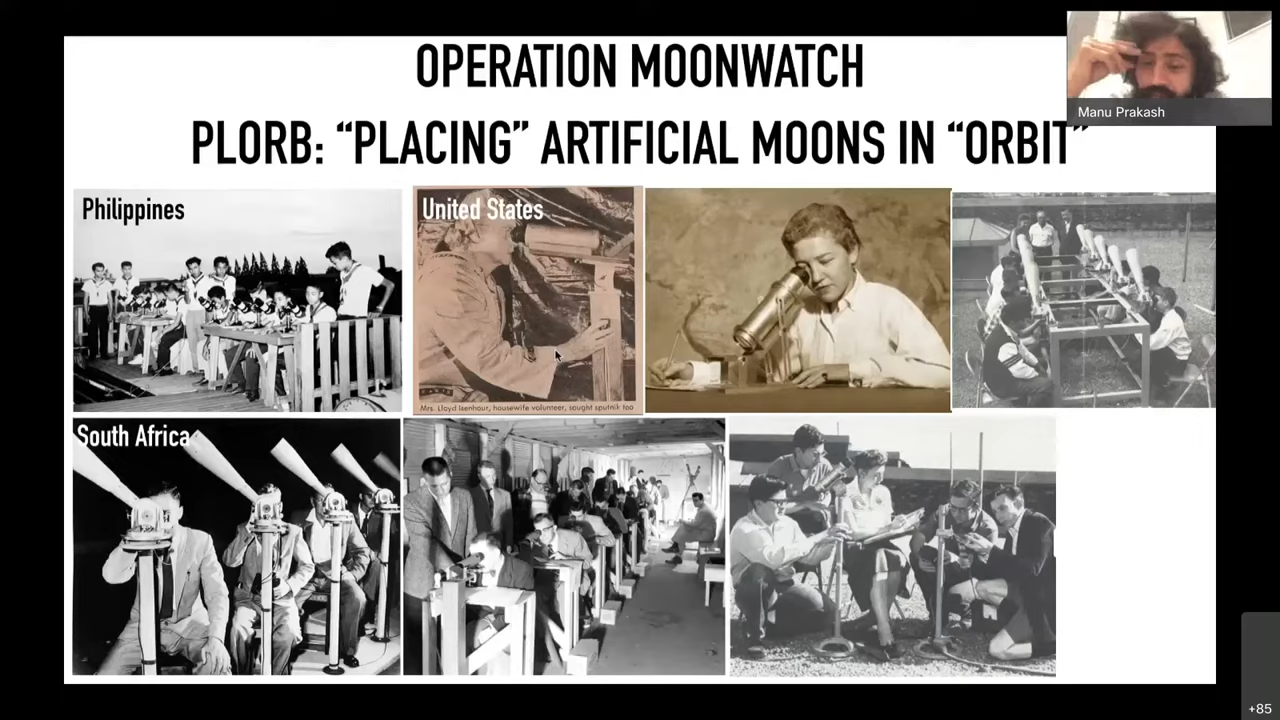 OPERATION MOONWATCH
PLORB: “PLACING” ARTIFICIAL MOONS IN “ORBIT”
Manu Prakash
Philippines
United States
Mrs. Lloyd Isenhour, housewife volunteer, sought sputnik too
South Africa
+85